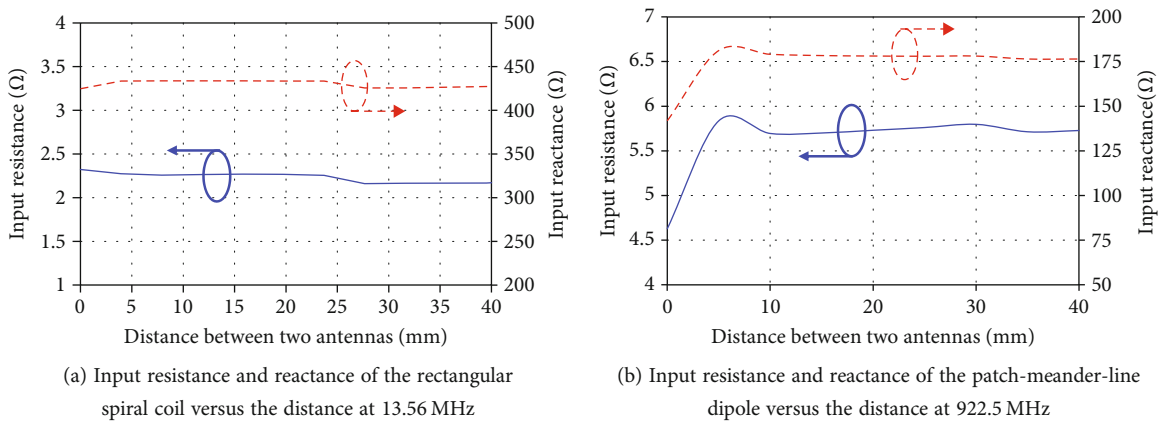 4
3.5
3
2.5
2
1.5
1
Input resistance (Ω)
500
450
400
350
300
250
200
Input reactance (Ω)
0 5 10 15 20 25 30 35 40
Distance between two antennas (mm)
(a) Input resistance and reactance of the rectangular
spiral coil versus the distance at 13.56 MHz
7
6.5
6
5.5
5
4.5
4
Input resistance (Ω)
200
175
150
125
100
75
50
Input reactance(Ω)
0 10 20 30 40
Distance between two antennas (mm)
(b) Input resistance and reactance of the patch-meander-line
dipole versus the distance at 922.5 MHz